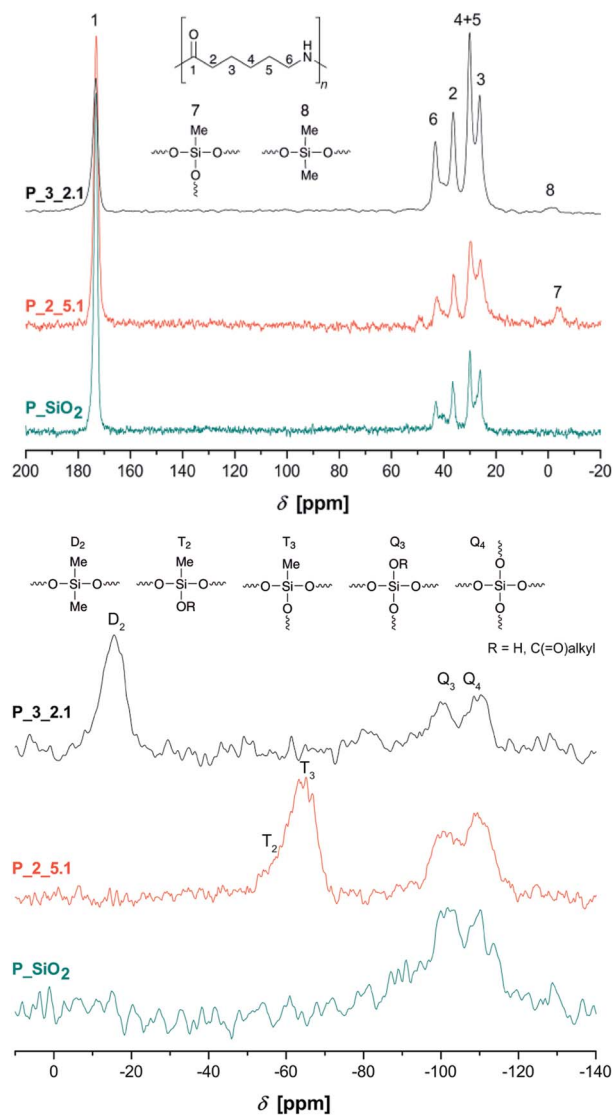 1
O
H
N
1 2 3 4 5 6
n
4+5
3
2
6
7 8
Me Me
O Si O O Si O
O Me
P_3_2.1
8
P_2_5.1
7
P_SiO₂
200 180 160 140 120 100 80 60 40 20 0 -20
δ [ppm]
D₂ T₂ T₃ Q₃ Q₄
O
Me Me Me OR
O Si O O Si O O Si O O Si O O Si O
Me OR O O O
R = H, C(=O)alkyl
D₂
Q₃ Q₄
P_3_2.1
T₃
T₂
P_2_5.1
P_SiO₂
0 -20 -40 -60 -80 -100 -120 -140
δ [ppm]